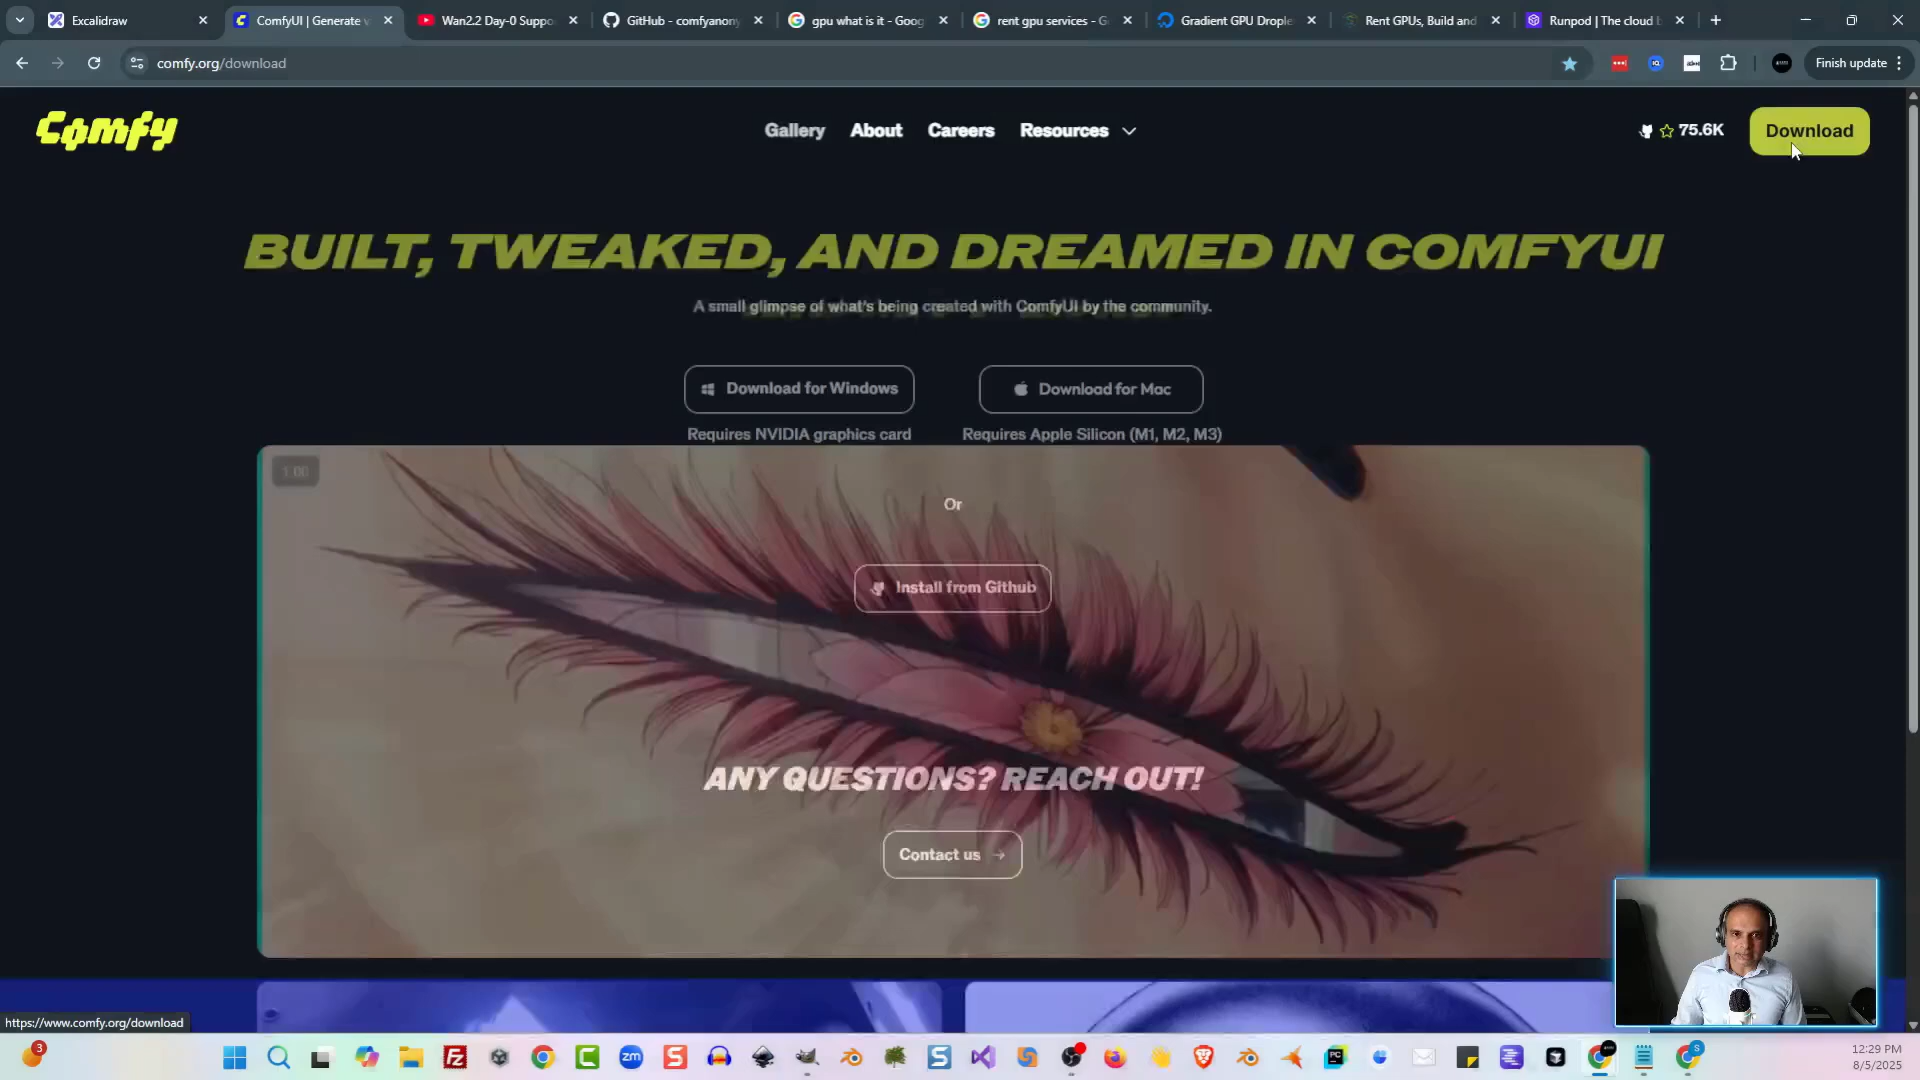 Excalidraw
ComfyUI | Generate v
Wan2.2 Day-0 Suppo
GitHub - comfyanony
gpu what is it - Goog
rent gpu services - G
Gradient GPU Drople
Rent GPUs, Build and
Runpod | The cloud b
comfy.org/download
Finish update
Comfy
Gallery
About
Careers
Resources
75.6K
Download
BUILT, TWEAKED, AND DREAMED IN COMFYUI
A small glimpse of what's being created with ComfyUI by the community.
Download for Windows
Download for Mac
Requires NVIDIA graphics card
Requires Apple Silicon (M1, M2, M3)
1:00
Or
Install from Github
ANY QUESTIONS? REACH OUT!
Contact us
https://www.comfy.org/download
3
12:29 PM
8/5/2025